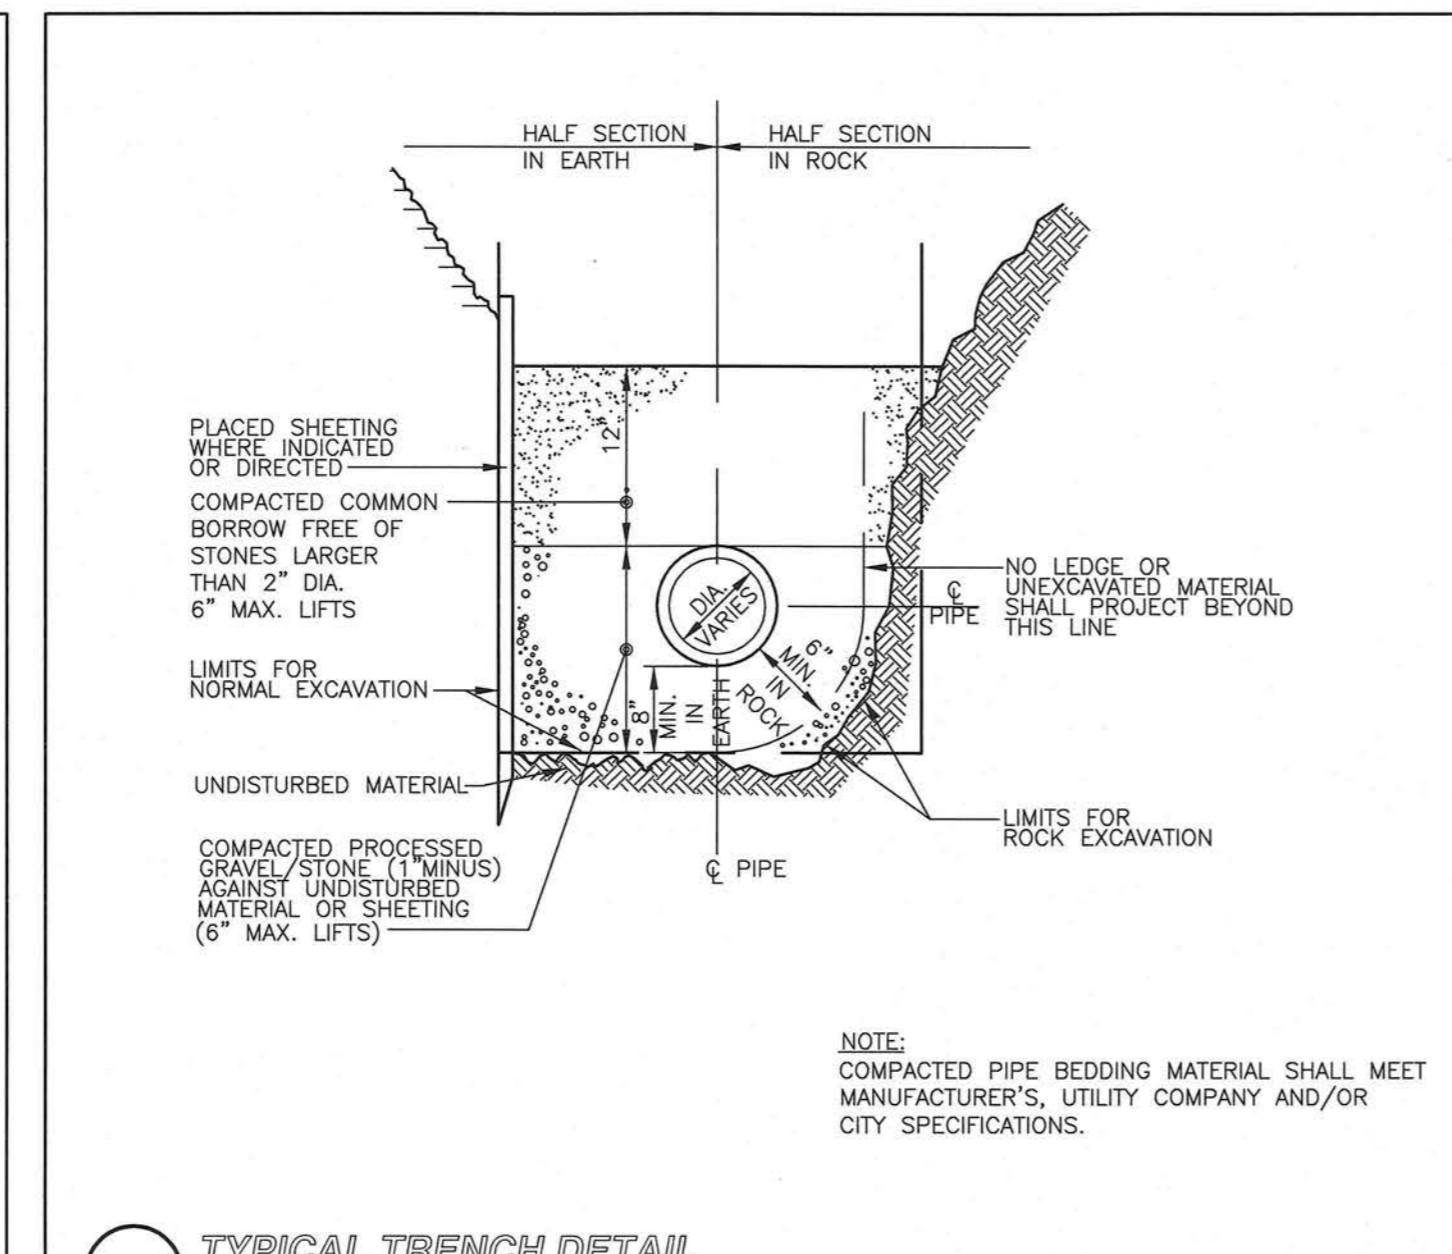 HALF SECTION
IN EARTH
HALF SECTION
IN ROCK
12"
PLACED SHEETING
WHERE INDICATED
OR DIRECTED
COMPACTED COMMON
BORROW FREE OF
STONES LARGER
THAN 2" DIA.
6" MAX. LIFTS
LIMITS FOR
NORMAL EXCAVATION
UNDISTURBED MATERIAL
COMPACTED PROCESSED
GRAVEL/STONE (1"MINUS)
AGAINST UNDISTURBED
MATERIAL OR SHEETING
(6" MAX. LIFTS)
DIA.
VARIES
8"
MIN.
IN
EARTH
6"
MIN.
IN
ROCK
℄
PIPE
NO LEDGE OR
UNEXCAVATED MATERIAL
SHALL PROJECT BEYOND
THIS LINE
LIMITS FOR
ROCK EXCAVATION
℄ PIPE
NOTE:
COMPACTED PIPE BEDDING MATERIAL SHALL MEET
MANUFACTURER'S, UTILITY COMPANY AND/OR
CITY SPECIFICATIONS.
TYPICAL TRENCH DETAIL